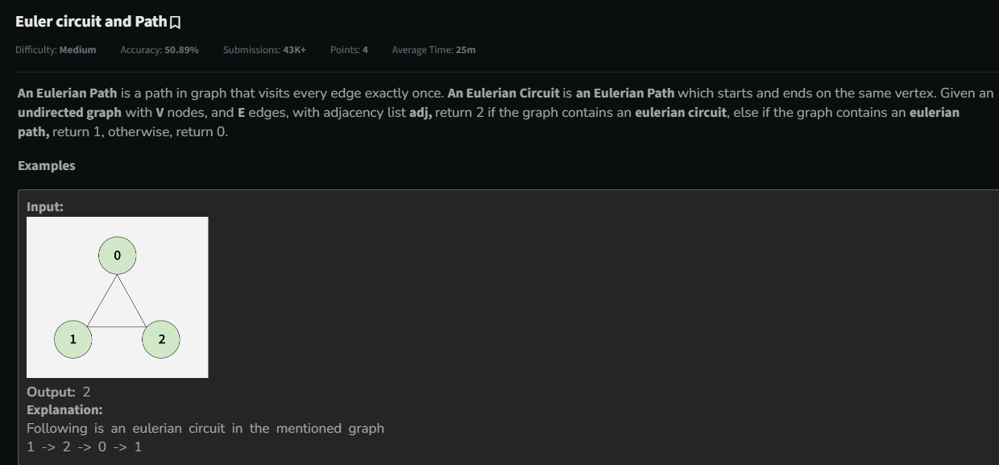 Euler circuit and Path
Difficulty: Medium Accuracy: 50.89% Submissions: 43K+ Points: 4 Average Time: 25m
An Eulerian Path is a path in graph that visits every edge exactly once. An Eulerian Circuit is an Eulerian Path which starts and ends on the same vertex. Given an
undirected graph with V nodes, and E edges, with adjacency list adj, return 2 if the graph contains an eulerian circuit, else if the graph contains an eulerian
path, return 1, otherwise, return 0.
Examples
Input:
0
1 2
Output: 2
Explanation:
Following is an eulerian circuit in the mentioned graph
1 -> 2 -> 0 -> 1